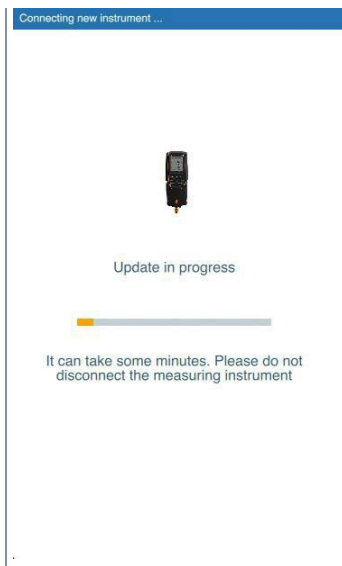 Connecting new instrument ...
Update in progress
It can take some minutes. Please do not
disconnect the measuring instrument